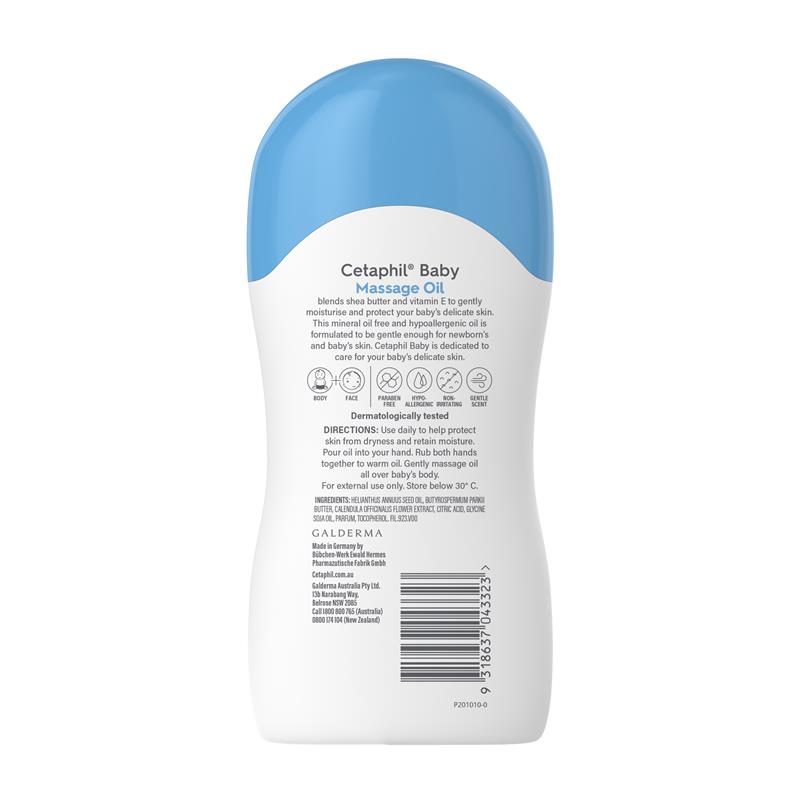 Cetaphil® Baby
Massage Oil
blends shea butter and vitamin E to gently
moisturise and protect your baby's delicate skin.
This mineral oil free and hypoallergenic oil is
formulated to be gentle enough for newborn's
and baby's skin. Cetaphil Baby is dedicated to
care for your baby's delicate skin.
BODY + FACE PARABEN FREE HYPO-ALLERGENIC NON-IRRITATING GENTLE SCENT
Dermatologically tested
DIRECTIONS: Use daily to help protect
skin from dryness and retain moisture.
Pour oil into your hand. Rub both hands
together to warm oil. Gently massage oil
all over baby's body.
For external use only. Store below 30° C.
INGREDIENTS: HELIANTHUS ANNUUS SEED OIL, BUTYROSPERMUM PARKII
BUTTER, CALENDULA OFFICINALIS FLOWER EXTRACT, CITRIC ACID, GLYCINE
SOJA OIL, PARFUM, TOCOPHEROL. FIL.923.V00
GALDERMA
Made in Germany by
Bübchen-Werk Ewald Hermes
Pharmazutische Fabrik Gmbh
Cetaphil.com.au
Galderma Australia Pty Ltd.
13b Narabang Way,
Belrose NSW 2085
Call 1800 800 765 (Australia)
0800 174 104 (New Zealand)
9 318637 043323 >
P201010-0